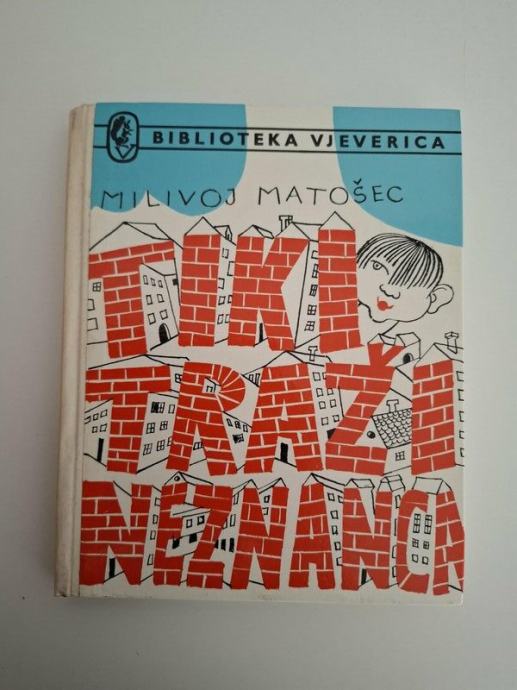 BIBLIOTEKA VJEVERICA
MILIVOJ MATOŠEC
TIKI
TRAŽI
NEZNANCA